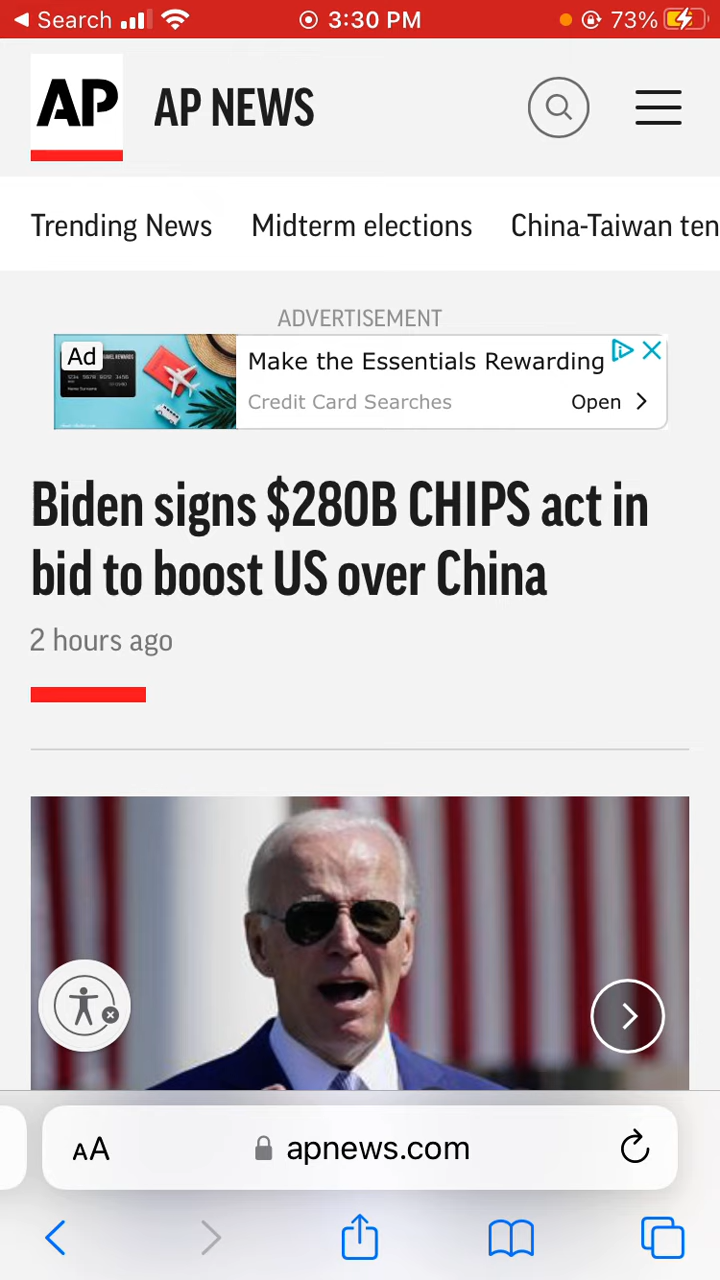 Search 3:30 PM 73%
AP AP NEWS
Trending News Midterm elections China-Taiwan ten
ADVERTISEMENT
Ad
Make the Essentials Rewarding
Credit Card Searches Open
Biden signs $280B CHIPS act in
bid to boost US over China
2 hours ago
AA apnews.com